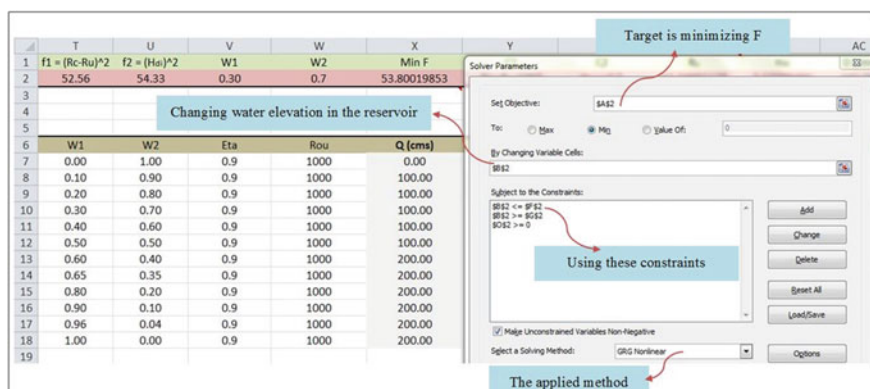 T U V W X Y AC
1 f1 = (Rc-Ru)^2 f2 = (Hdi)^2 W1 W2 Min F
2 52.56 54.33 0.30 0.7 53.80019853
3
4
5
6 W1 W2 Eta Rou Q (cms)
7 0.00 1.00 0.9 1000 0.00
8 0.10 0.90 0.9 1000 100.00
9 0.20 0.80 0.9 1000 100.00
10 0.30 0.70 0.9 1000 100.00
11 0.40 0.60 0.9 1000 100.00
12 0.50 0.50 0.9 1000 100.00
13 0.60 0.40 0.9 1000 200.00
14 0.65 0.35 0.9 1000 200.00
15 0.80 0.20 0.9 1000 200.00
16 0.90 0.10 0.9 1000 200.00
17 0.96 0.04 0.9 1000 200.00
18 1.00 0.00 0.9 1000 200.00
19
Target is minimizing F
Changing water elevation in the reservoir
Solver Parameters
Set Objective: $A$2
To: Max Min Value Of: 0
By Changing Variable Cells:
$B$2
Subject to the Constraints:
$B$2 <= $F$2
$B$2 >= $G$2
$O$2 >= 0
Add
Change
Delete
Reset All
Load/Save
Using these constraints
Make Unconstrained Variables Non-Negative
Select a Solving Method: GRG Nonlinear Options
The applied method